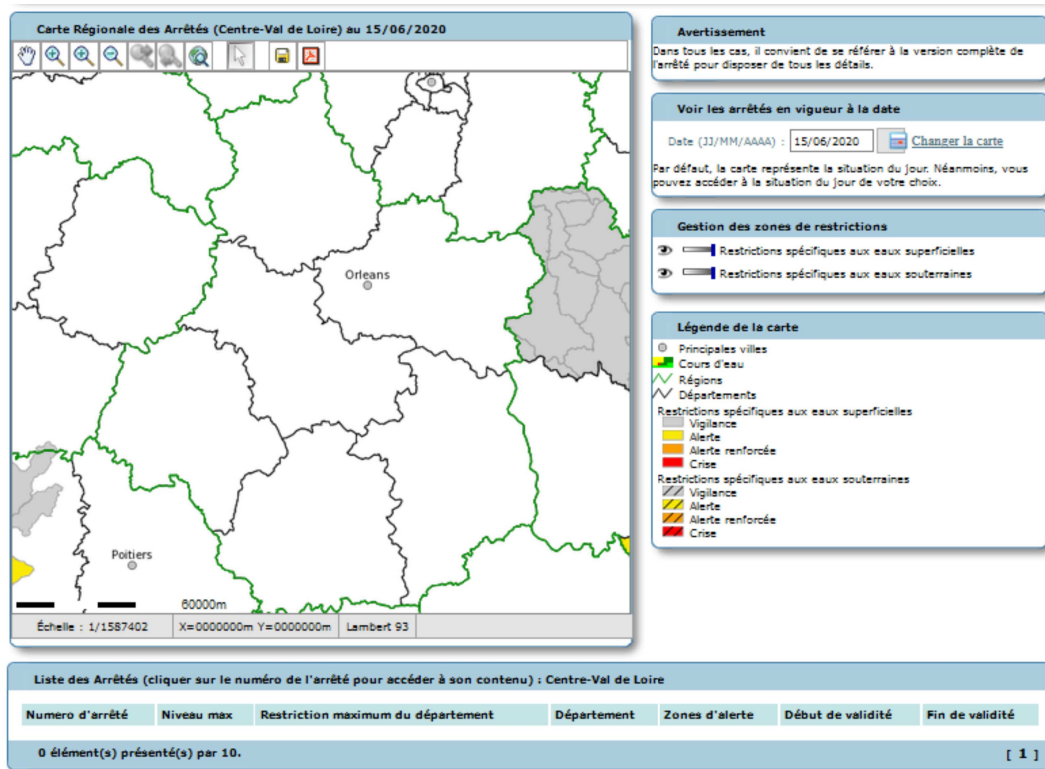 Carte Régionale des Arrêtés (Centre-Val de Loire) au 15/06/2020
Orleans
Poitiers
60000m
Échelle : 1/1587402
X=0000000m Y=0000000m
Lambert 93
Avertissement
Dans tous les cas, il convient de se référer à la version complète de
l'arrêté pour disposer de tous les détails.
Voir les arrêtés en vigueur à la date
Date (JJ/MM/AAAA) : 15/06/2020 Changer la carte
Par défaut, la carte représente la situation du jour. Néanmoins, vous
pouvez accéder à la situation du jour de votre choix.
Gestion des zones de restrictions
Restrictions spécifiques aux eaux superficielles
Restrictions spécifiques aux eaux souterraines
Légende de la carte
Principales villes
Cours d'eau
Régions
Départements
Restrictions spécifiques aux eaux superficielles
Vigilance
Alerte
Alerte renforcée
Crise
Restrictions spécifiques aux eaux souterraines
Vigilance
Alerte
Alerte renforcée
Crise
Liste des Arrêtés (cliquer sur le numéro de l'arrêté pour accéder à son contenu) : Centre-Val de Loire
Numero d'arrêté Niveau max Restriction maximum du département Département Zones d'alerte Début de validité Fin de validité
0 élément(s) présenté(s) par 10. [ 1 ]